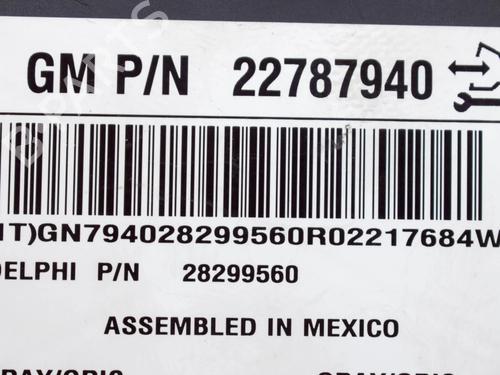 GM P/N 22787940
1T)GN794028299560R02217684W
DELPHI P/N 28299560
ASSEMBLED IN MEXICO